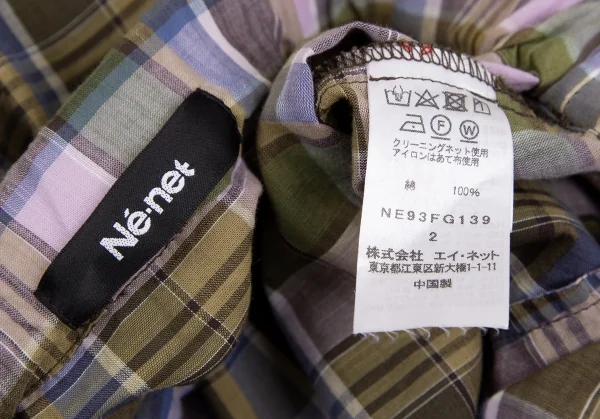 Né-net
F W
クリーニングネット使用
アイロンはあて布使用
綿 100%
NE93FG139
2
株式会社 エイ・ネット
東京都江東区新大橋1-1-11
中国製